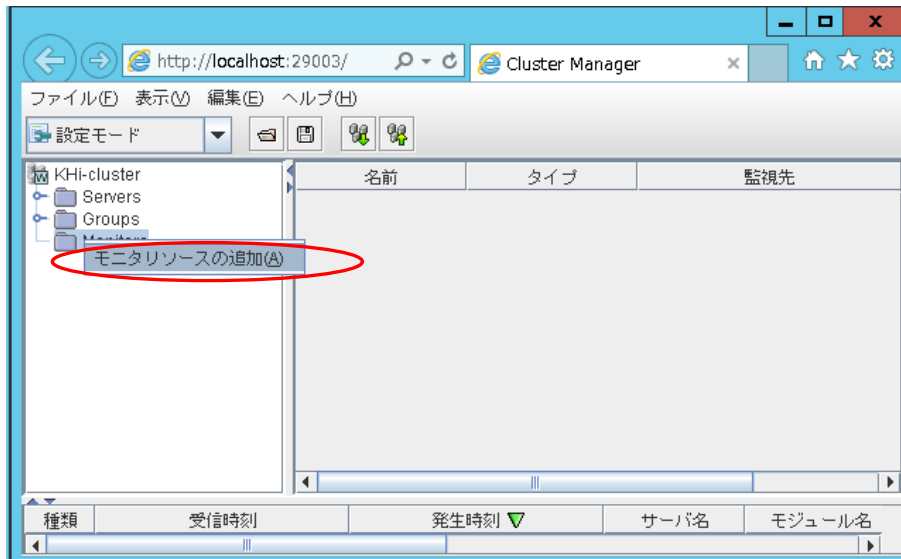 http://localhost:29003/
Cluster Manager
ファイル(F) 表示(V) 編集(E) ヘルプ(H)
設定モード
KHi-cluster
Servers
Groups
Monitors
モニタリソースの追加(A)
名前 タイプ 監視先
種類 受信時刻 発生時刻 サーバ名 モジュール名